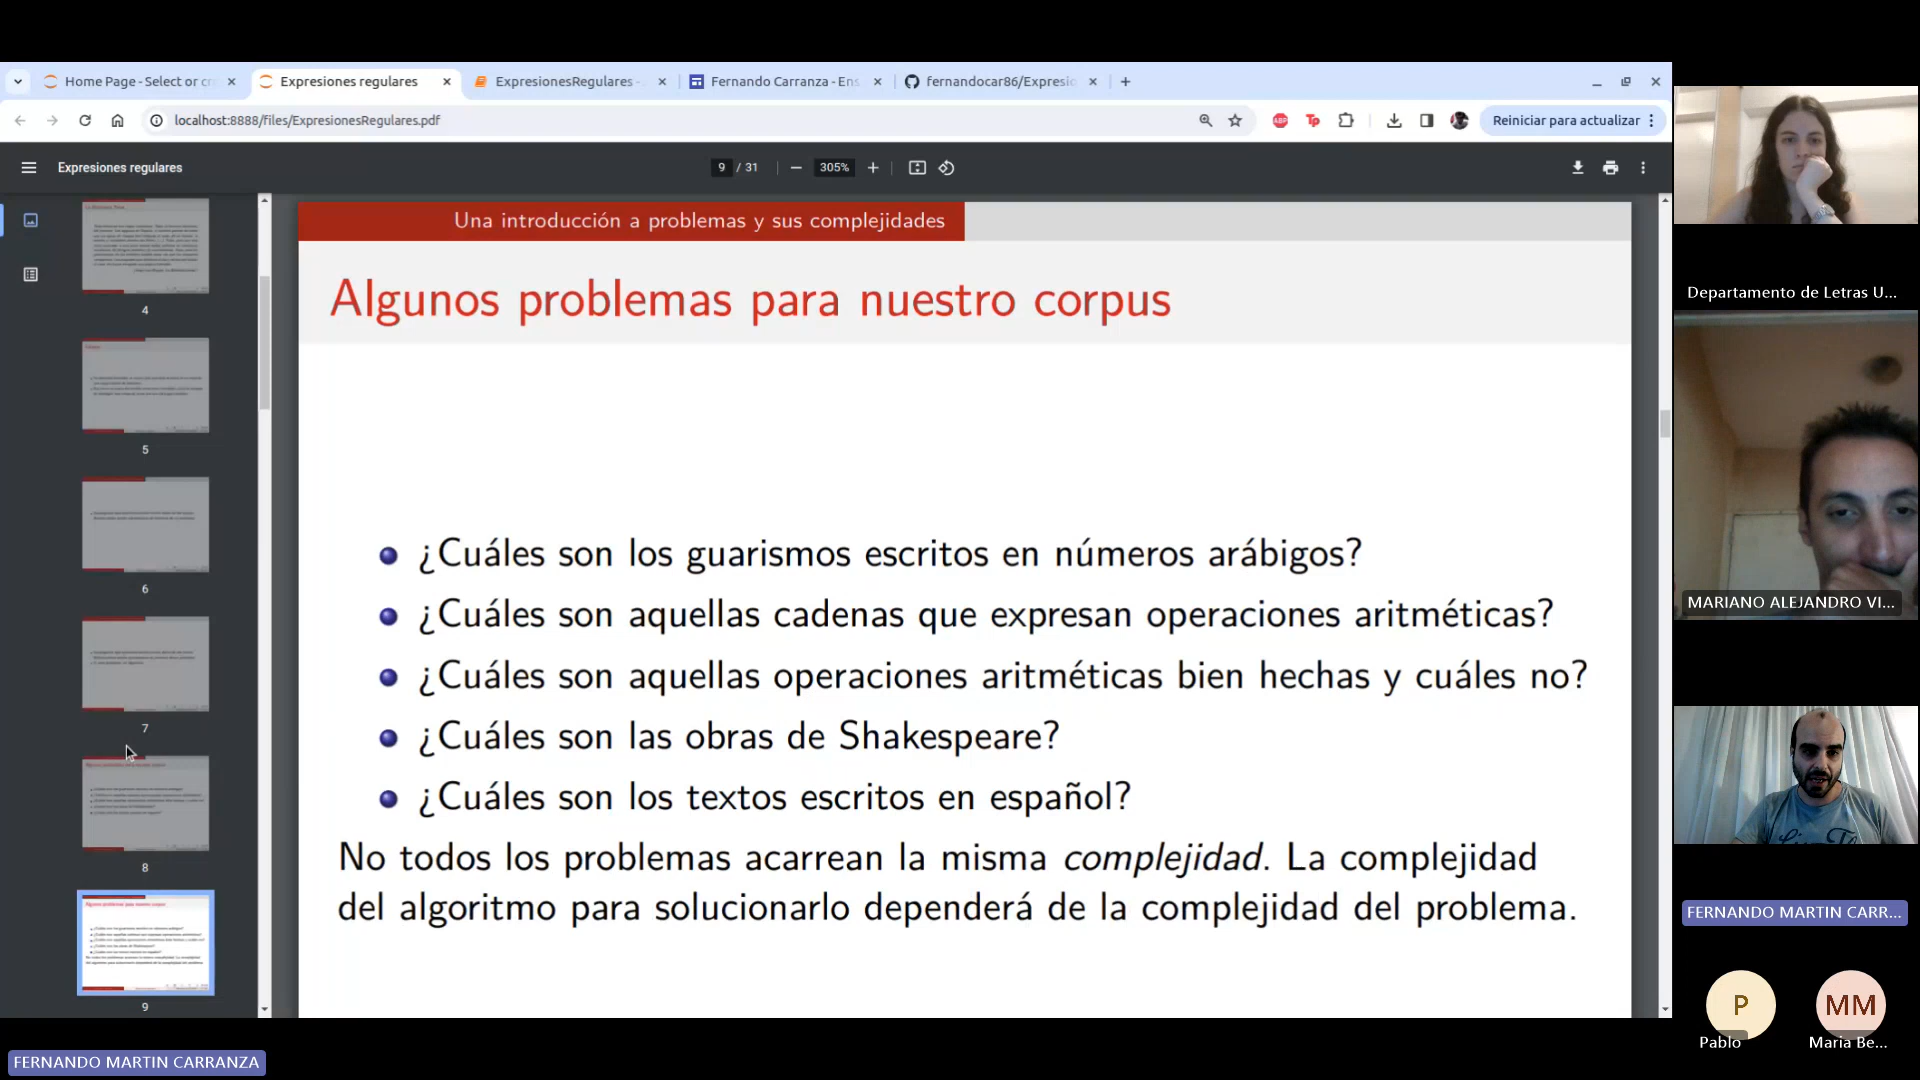 Home Page - Select or cre
Expresiones regulares
ExpresionesRegulares -
Fernando Carranza - Ens
fernandocar86/Expresio
localhost:8888/files/ExpresionesRegulares.pdf
ABP
Tp
Reiniciar para actualizar
Expresiones regulares
9 / 31
305%
Una introducción a problemas y sus complejidades
Algunos problemas para nuestro corpus
¿Cuáles son los guarismos escritos en números arábigos?
¿Cuáles son aquellas cadenas que expresan operaciones aritméticas?
¿Cuáles son aquellas operaciones aritméticas bien hechas y cuáles no?
¿Cuáles son las obras de Shakespeare?
¿Cuáles son los textos escritos en español?
No todos los problemas acarrean la misma complejidad. La complejidad
del algoritmo para solucionarlo dependerá de la complejidad del problema.
4
5
6
7
8
9
Departamento de Letras U...
MARIANO ALEJANDRO VI...
FERNANDO MARTIN CARR...
P
MM
Pablo
Maria Be...
FERNANDO MARTIN CARRANZA